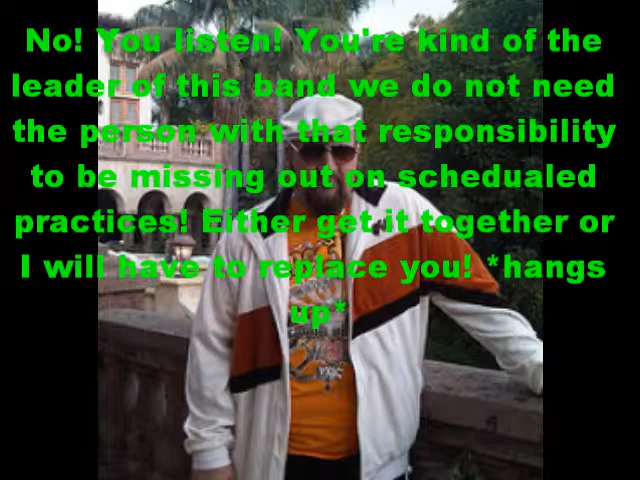 No! You listen! You're kind of the
leader of this band we do not need
the person with that responsibility
to be missing out on schedualed
practices! Either get it together or
I will have to replace you! *hangs
up*